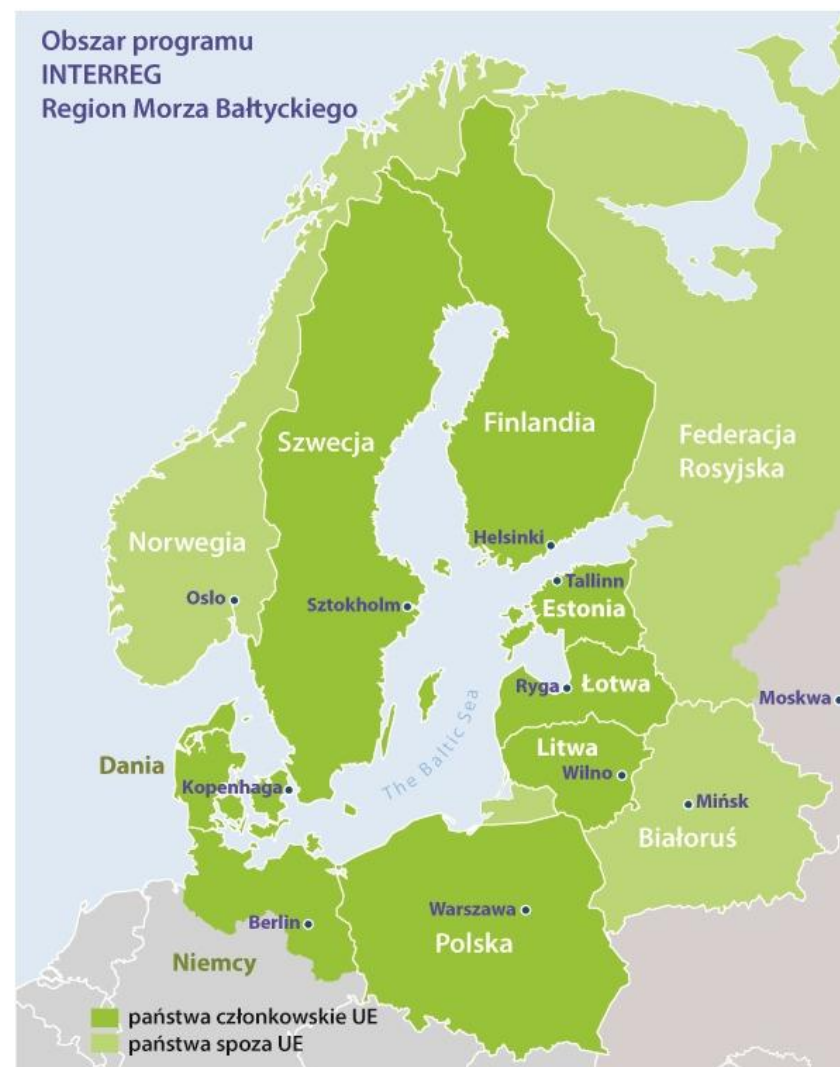 Obszar programu
INTERREG
Region Morza Bałtyckiego
Szwecja
Finlandia
Federacja
Rosyjska
Norwegia
Helsinki
Tallinn
Oslo
Sztokholm
Estonia
Ryga
Łotwa
Moskwa
Litwa
Dania
Wilno
Kopenhaga
The Baltic Sea
Mińsk
Białoruś
Warszawa
Berlin
Polska
Niemcy
państwa członkowskie UE
państwa spoza UE